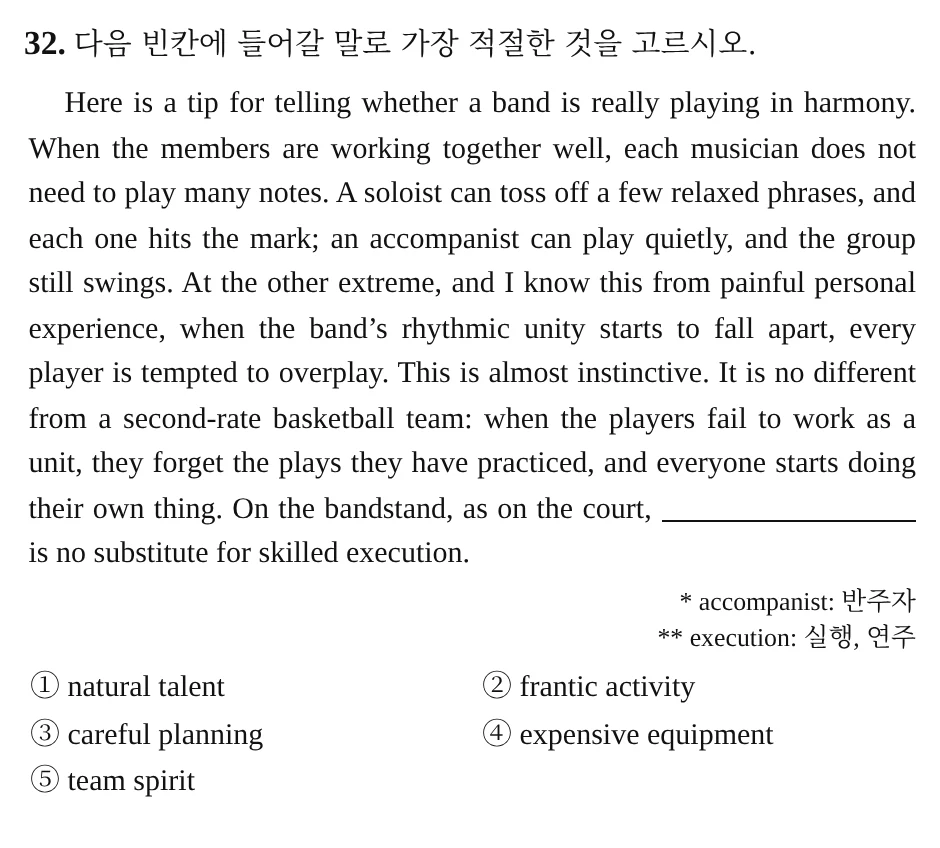 32. 다음 빈칸에 들어갈 말로 가장 적절한 것을 고르시오.
Here is a tip for telling whether a band is really playing in harmony.
When the members are working together well, each musician does not
need to play many notes. A soloist can toss off a few relaxed phrases, and
each one hits the mark; an accompanist can play quietly, and the group
still swings. At the other extreme, and I know this from painful personal
experience, when the band’s rhythmic unity starts to fall apart, every
player is tempted to overplay. This is almost instinctive. It is no different
from a second-rate basketball team: when the players fail to work as a
unit, they forget the plays they have practiced, and everyone starts doing
their own thing. On the bandstand, as on the court, ________________
is no substitute for skilled execution.
* accompanist: 반주자
** execution: 실행, 연주
① natural talent ② frantic activity
③ careful planning ④ expensive equipment
⑤ team spirit